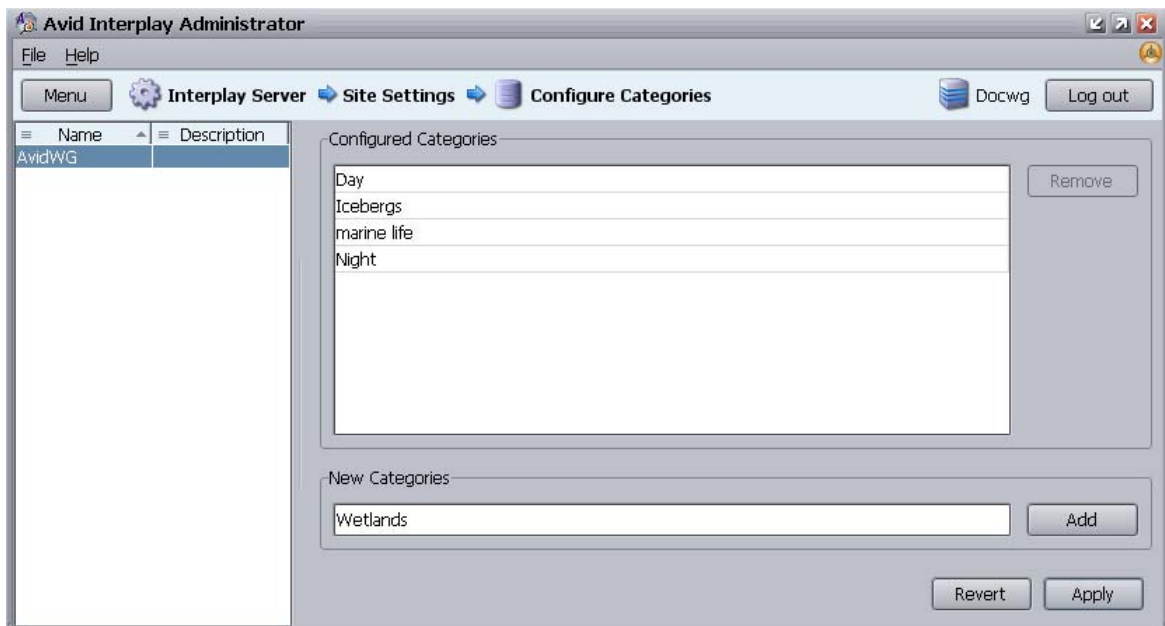 Avid Interplay Administrator
File Help
Menu Interplay Server Site Settings Configure Categories Docwg Log out
Name Description
AvidWG
Configured Categories
Day
Icebergs
marine life
Night
Remove
New Categories
Wetlands
Add
Revert Apply